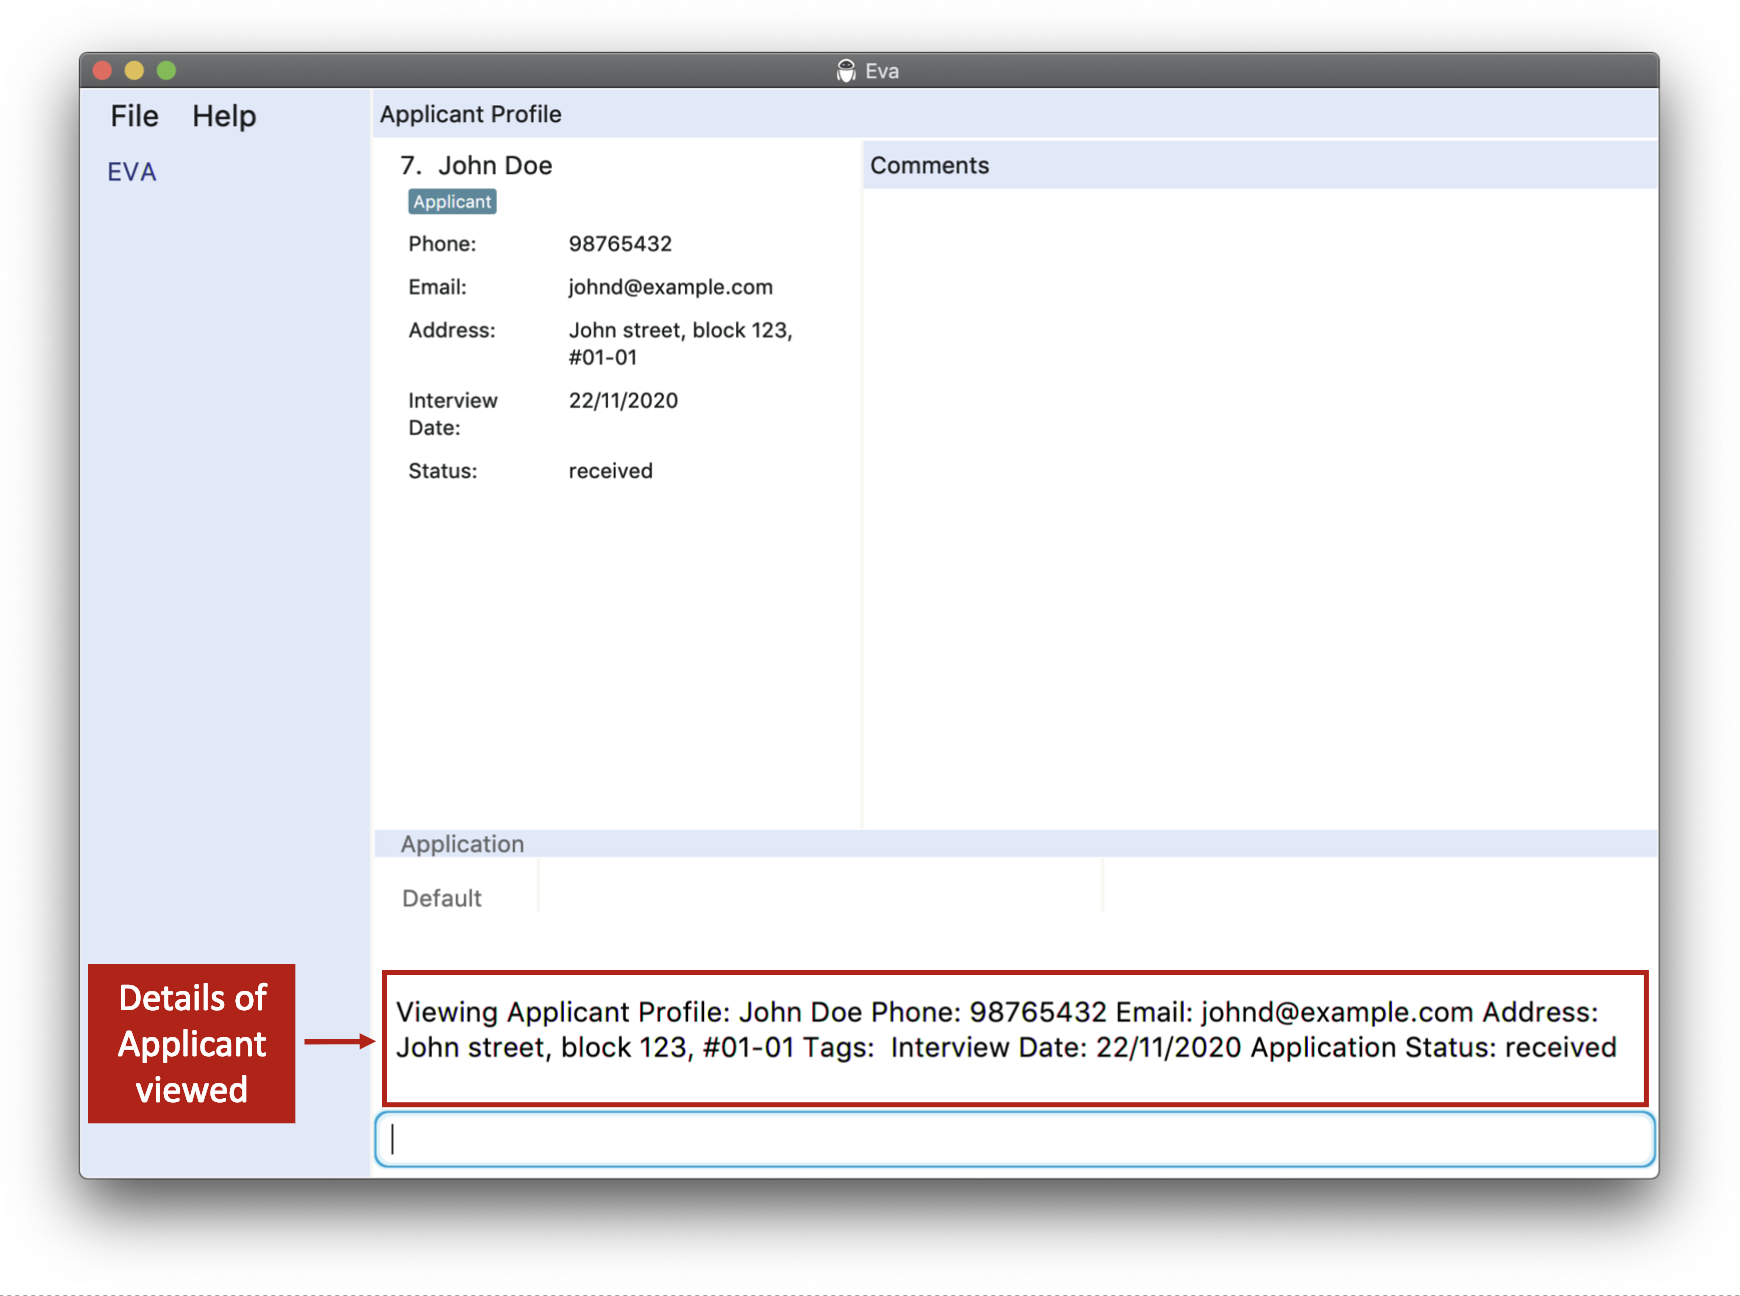 Eva
File Help
EVA
Applicant Profile
7. John Doe
Applicant
Phone: 98765432
Email: johnd@example.com
Address: John street, block 123,
#01-01
Interview 22/11/2020
Date:
Status: received
Comments
Application
Default
Details of
Applicant
viewed
Viewing Applicant Profile: John Doe Phone: 98765432 Email: johnd@example.com Address:
John street, block 123, #01-01 Tags:  Interview Date: 22/11/2020 Application Status: received